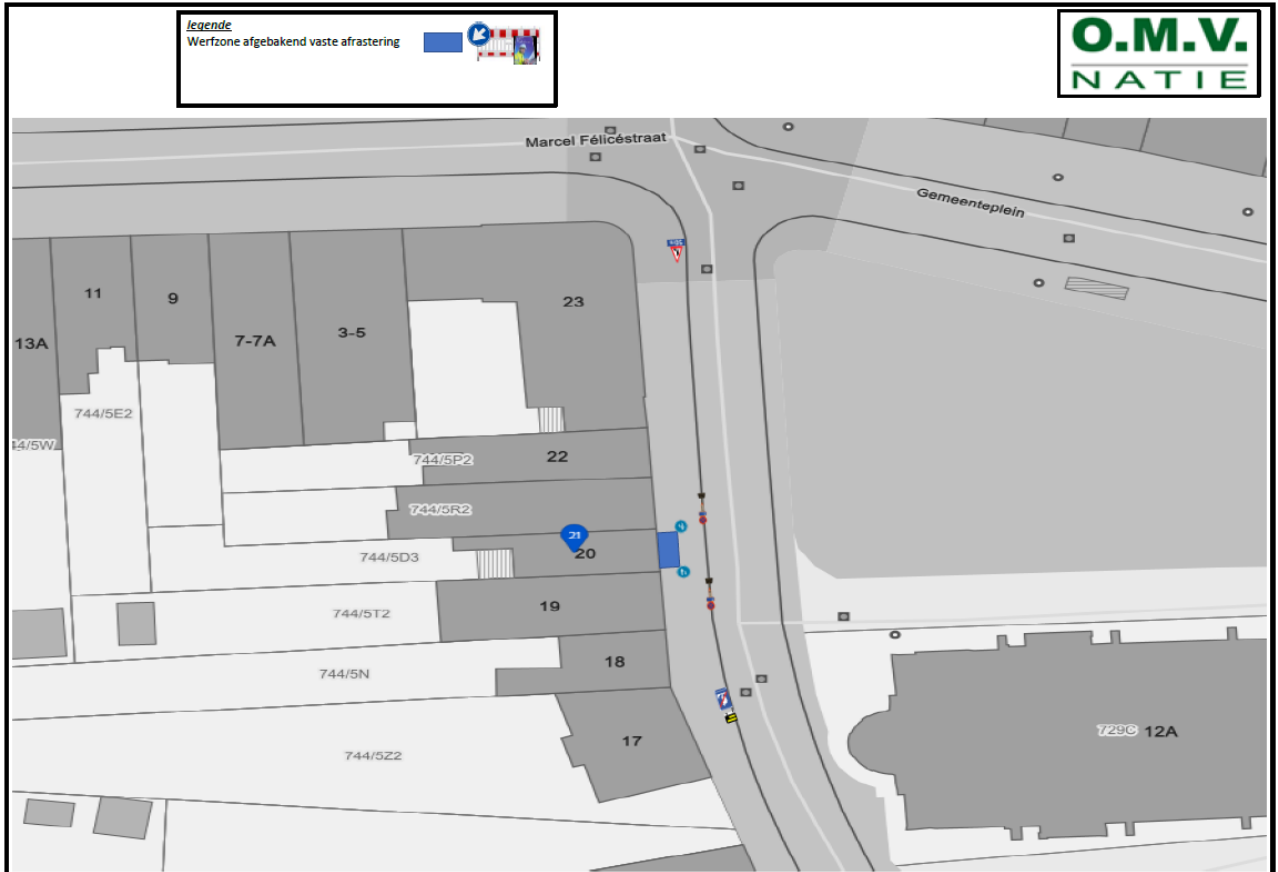 legende
Werfzone afgebakend vaste afrastering
O.M.V.
NATIE
Marcel Félicéstraat
Gemeenteplein
11
9
23
3-5
7-7A
13A
744/5E2
44/5W
22
744/5P2
744/5R2
21
20
744/5D3
19
744/5T2
18
744/5N
17
729C 12A
744/5Z2